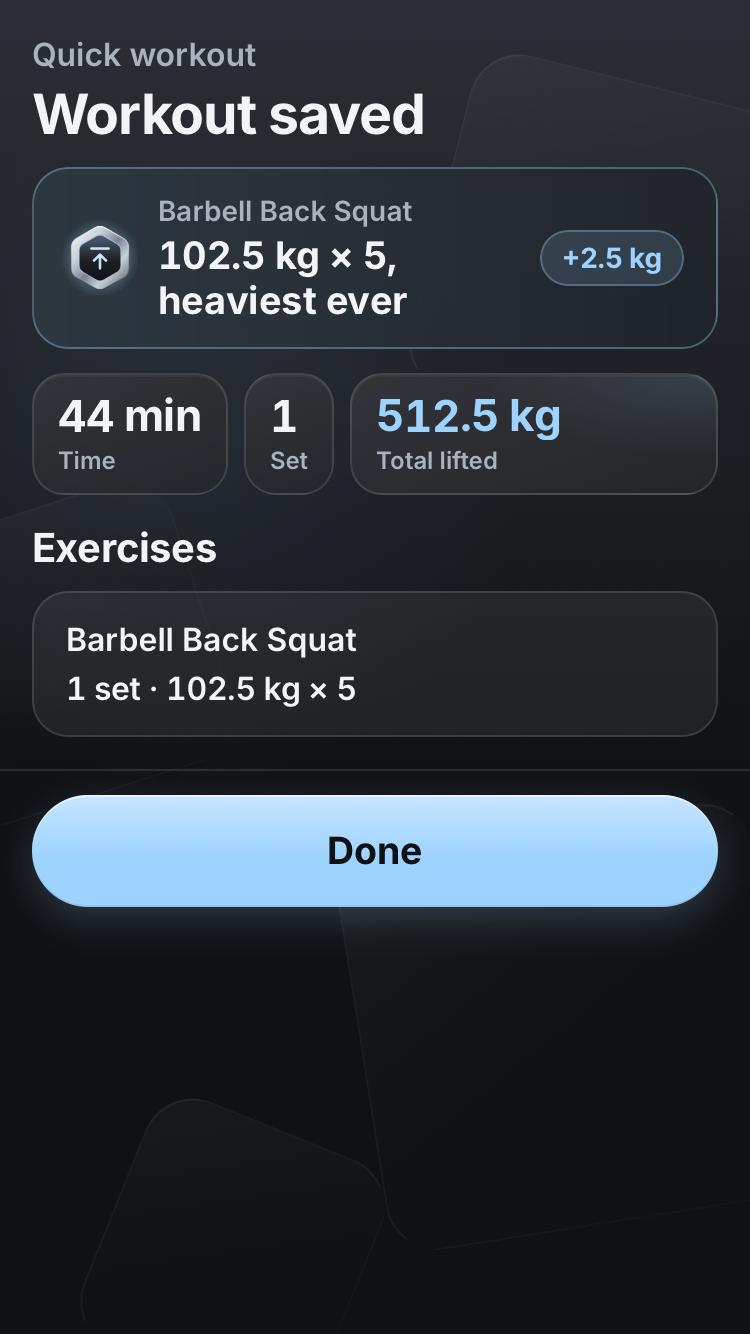 Quick workout
Workout saved
Barbell Back Squat
102.5 kg × 5,
heaviest ever
+2.5 kg
44 min
Time
1
Set
512.5 kg
Total lifted
Exercises
Barbell Back Squat
1 set · 102.5 kg × 5
Done